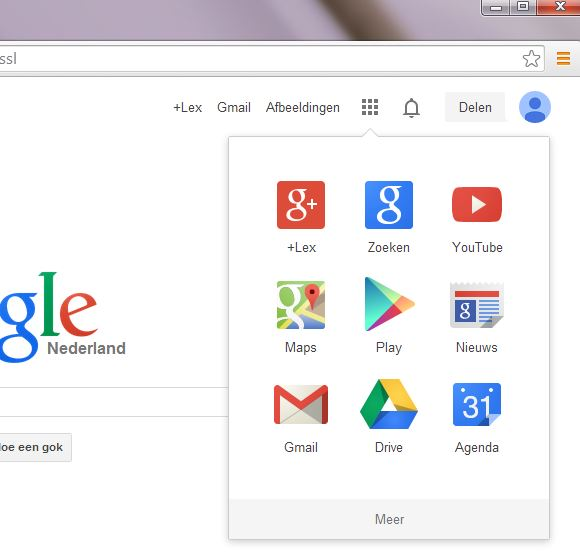 ssl
+Lex Gmail Afbeeldingen Delen
g+ g
+Lex Zoeken YouTube
g
Maps Play Nieuws
31
Gmail Drive Agenda
Meer
gle
Nederland
oe een gok